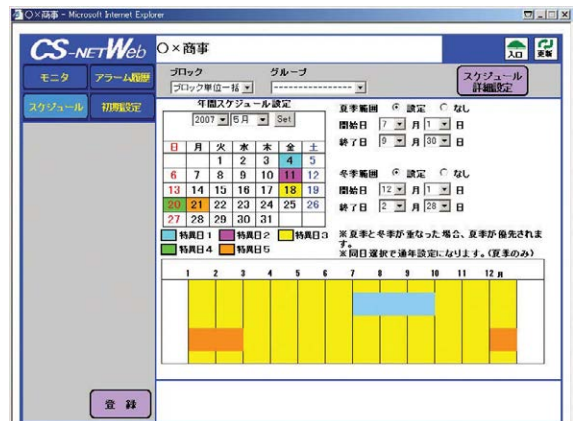 ○×商事 - Microsoft Internet Explorer
CS-NETWeb
○×商事
入口
更新
モニタ
アラーム履歴
スケジュール
初期設定
ブロック
グループ
ブロック単位一括
スケジュール
詳細設定
年間スケジュール設定
2007 5月 Set
日 月 火 水 木 金 土
1 2 3 4 5
6 7 8 9 10 11 12
13 14 15 16 17 18 19
20 21 22 23 24 25 26
27 28 29 30 31
特異日1 特異日2 特異日3
特異日4 特異日5
夏季範囲 設定 なし
開始日 7 月 1 日
終了日 9 月 30 日
冬季範囲 設定 なし
開始日 12 月 1 日
終了日 2 月 28 日
※夏季と冬季が重なった場合、夏季が優先されま
す。
※同日選択で通年設定になります。(夏季のみ)
1 2 3 4 5 6 7 8 9 10 11 12 月
登 録